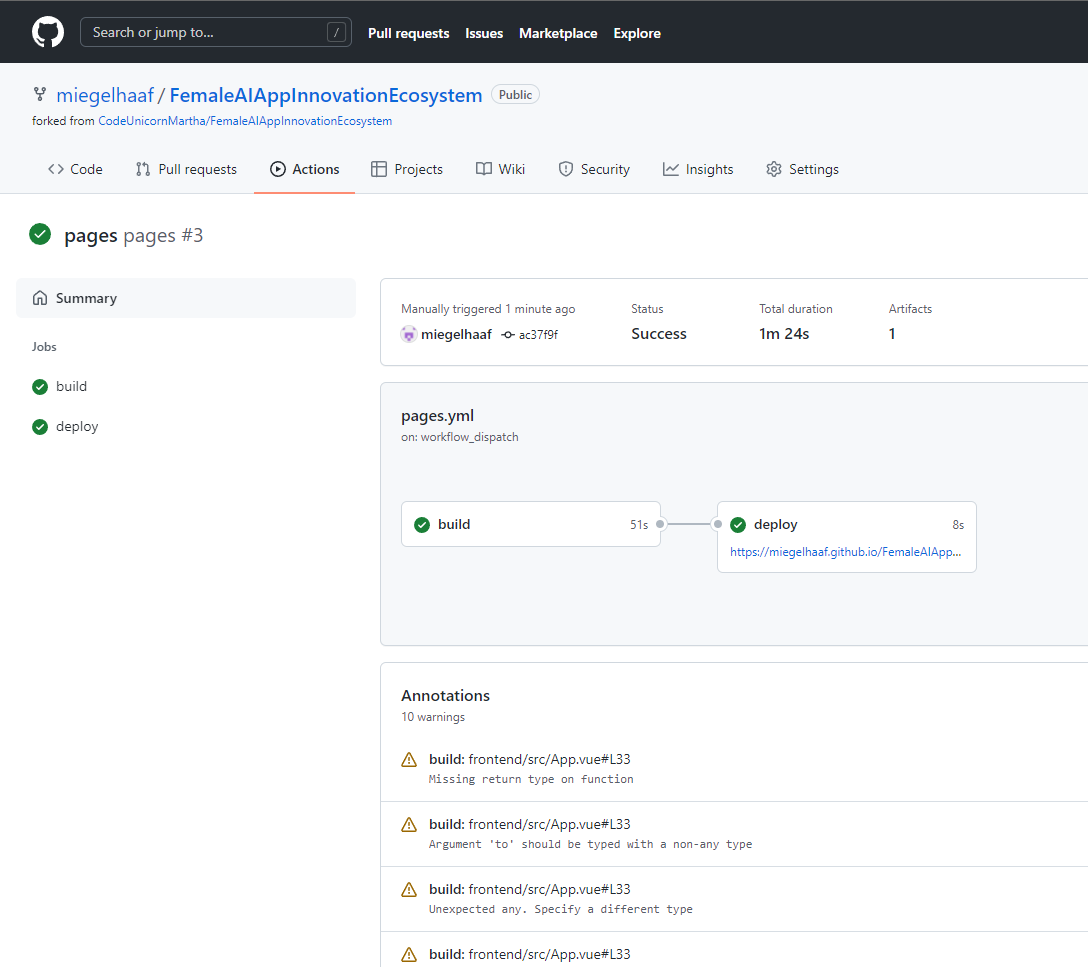 Search or jump to... /
Pull requests Issues Marketplace Explore
miegelhaaf / FemaleAIAppInnovationEcosystem Public
forked from CodeUnicornMartha/FemaleAIAppInnovationEcosystem
Code Pull requests Actions Projects Wiki Security Insights Settings
pages pages #3
Summary
Jobs
build
deploy
Manually triggered 1 minute ago
miegelhaaf ac37f9f
Status
Success
Total duration
1m 24s
Artifacts
1
pages.yml
on: workflow_dispatch
build 51s
deploy 8s
https://miegelhaaf.github.io/FemaleAIApp...
Annotations
10 warnings
build: frontend/src/App.vue#L33
Missing return type on function
build: frontend/src/App.vue#L33
Argument 'to' should be typed with a non-any type
build: frontend/src/App.vue#L33
Unexpected any. Specify a different type
build: frontend/src/App.vue#L33